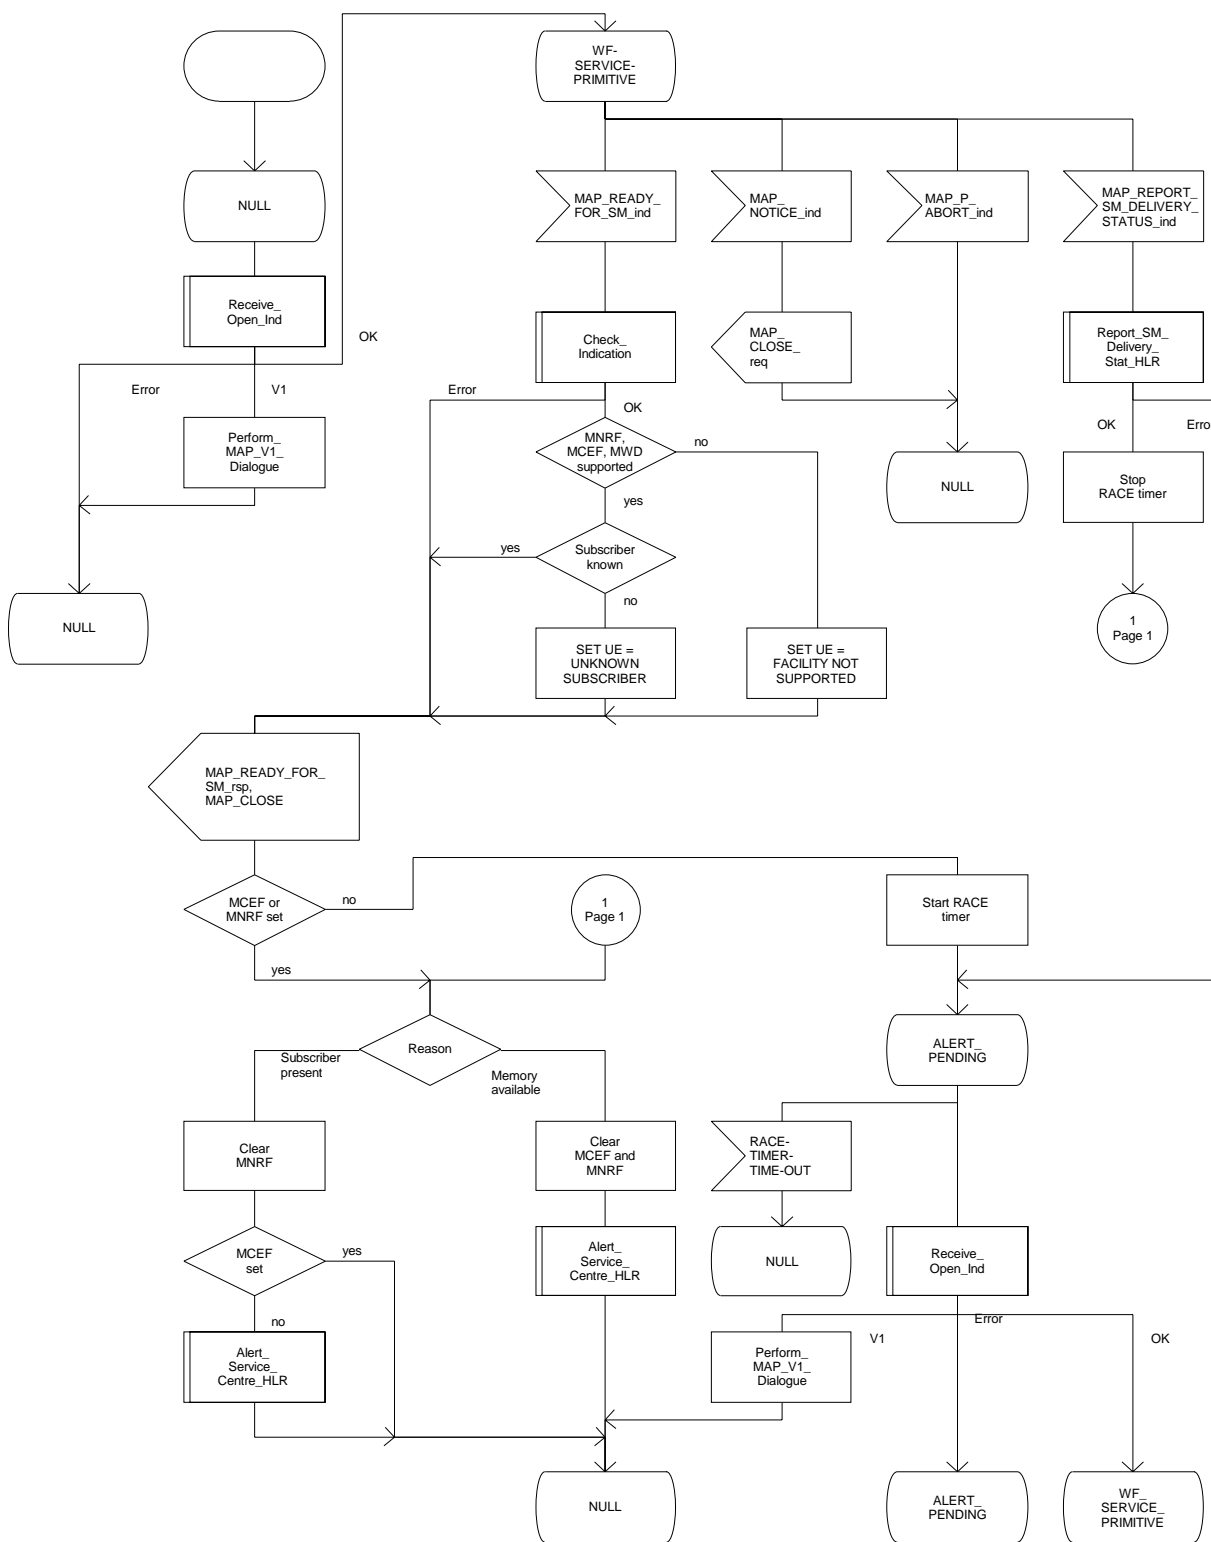 WF-
SERVICE-
PRIMITIVE
NULL
MAP_READY_
FOR_SM_ind
MAP_
NOTICE_ind
MAP_P_
ABORT_ind
MAP_REPORT_
SM_DELIVERY_
STATUS_ind
Receive_
Open_Ind
OK
Check_
Indication
MAP_
CLOSE_
req
Report_SM_
Delivery_
Stat_HLR
Error
V1
Error
OK
OK
Erro
Perform_
MAP_V1_
Dialogue
MNRF,
MCEF, MWD
supported
no
yes
NULL
Stop
RACE timer
yes
Subscriber
known
no
NULL
SET UE =
UNKNOWN
SUBSCRIBER
SET UE =
FACILITY NOT
SUPPORTED
1
Page 1
MAP_READY_FOR_
SM_rsp,
MAP_CLOSE
MCEF or
MNRF set
no
1
Page 1
Start RACE
timer
yes
Reason
Subscriber
present
Memory
available
ALERT_
PENDING
Clear
MNRF
Clear
MCEF and
MNRF
RACE-
TIMER-
TIME-OUT
MCEF
set
yes
Alert_
Service_
Centre_HLR
NULL
Receive_
Open_Ind
no
Error
V1
OK
Alert_
Service_
Centre_HLR
Perform_
MAP_V1_
Dialogue
NULL
ALERT_
PENDING
WF_
SERVICE_
PRIMITIVE